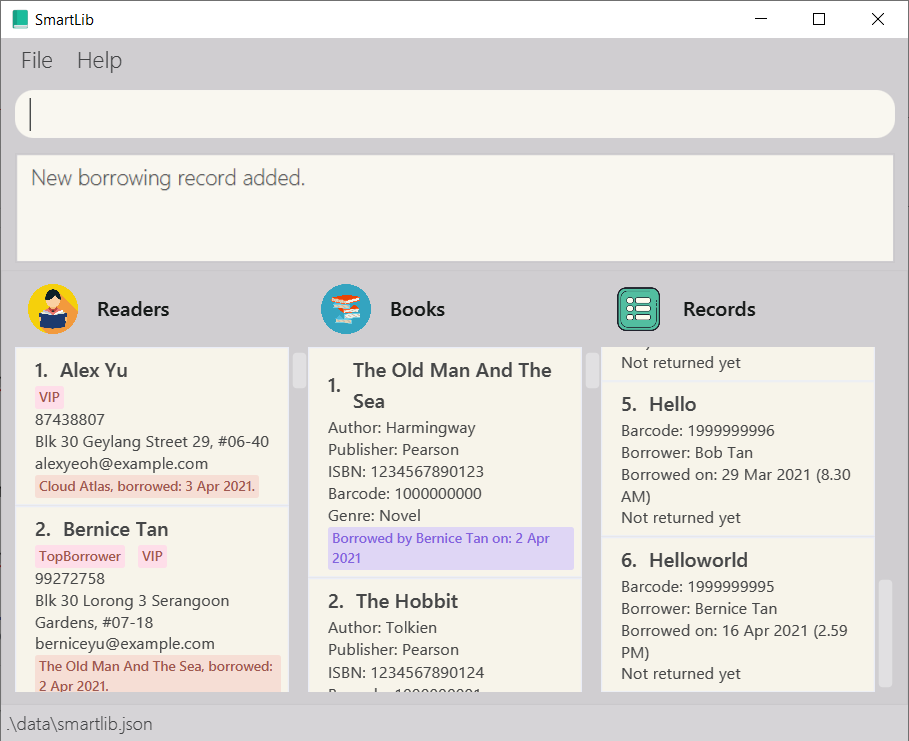 SmartLib
File Help
New borrowing record added.
Readers
1. Alex Yu
VIP
87438807
Blk 30 Geylang Street 29, #06-40
alexyeoh@example.com
Cloud Atlas, borrowed: 3 Apr 2021.
2. Bernice Tan
TopBorrower VIP
99272758
Blk 30 Lorong 3 Serangoon
Gardens, #07-18
berniceyu@example.com
The Old Man And The Sea, borrowed:
2 Apr 2021.
Books
1. The Old Man And The
Sea
Author: Harmingway
Publisher: Pearson
ISBN: 1234567890123
Barcode: 1000000000
Genre: Novel
Borrowed by Bernice Tan on: 2 Apr
2021
2. The Hobbit
Author: Tolkien
Publisher: Pearson
ISBN: 1234567890124
Barcode: 1000000001
Records
Not returned yet
5. Hello
Barcode: 1999999996
Borrower: Bob Tan
Borrowed on: 29 Mar 2021 (8.30
AM)
Not returned yet
6. Helloworld
Barcode: 1999999995
Borrower: Bernice Tan
Borrowed on: 16 Apr 2021 (2.59
PM)
Not returned yet
.\data\smartlib.json